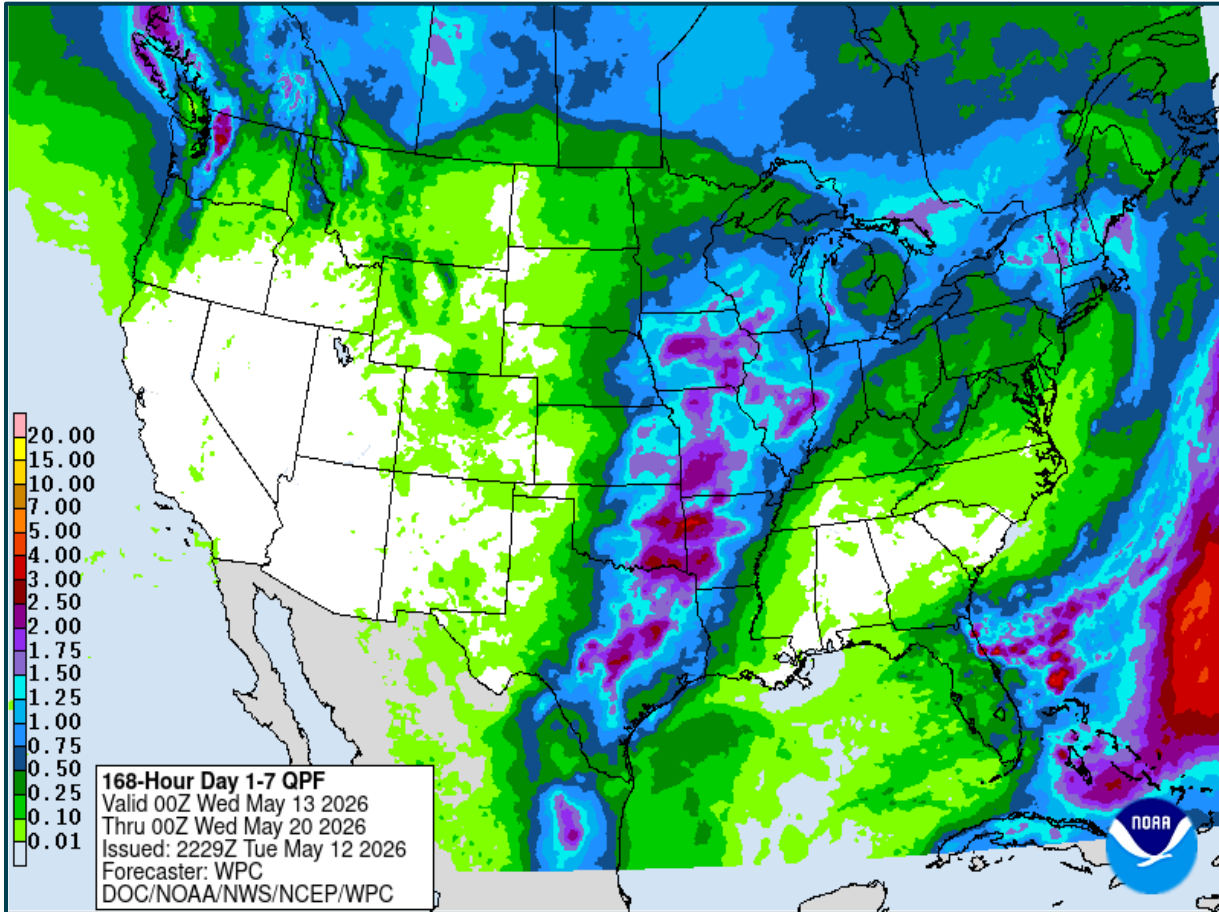 20.00
15.00
10.00
7.00
5.00
4.00
3.00
2.50
2.00
1.75
1.50
1.25
1.00
0.75
0.50
0.25
0.10
0.01
168-Hour Day 1-7 QPF
Valid 00Z Wed May 13 2026
Thru 00Z Wed May 20 2026
Issued: 2229Z Tue May 12 2026
Forecaster: WPC
DOC/NOAA/NWS/NCEP/WPC
NOAA